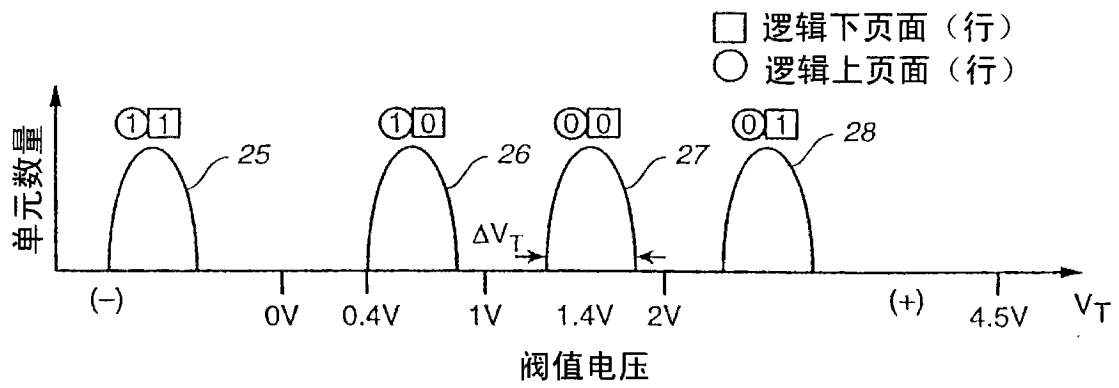 逻辑下页面（行）
逻辑上页面（行）
1 1
1 0
0 0
0 1
25
26
27
28
单元数量
ΔVT
(–)
0V
0.4V
1V
1.4V
2V
(+)
4.5V
VT
阀值电压